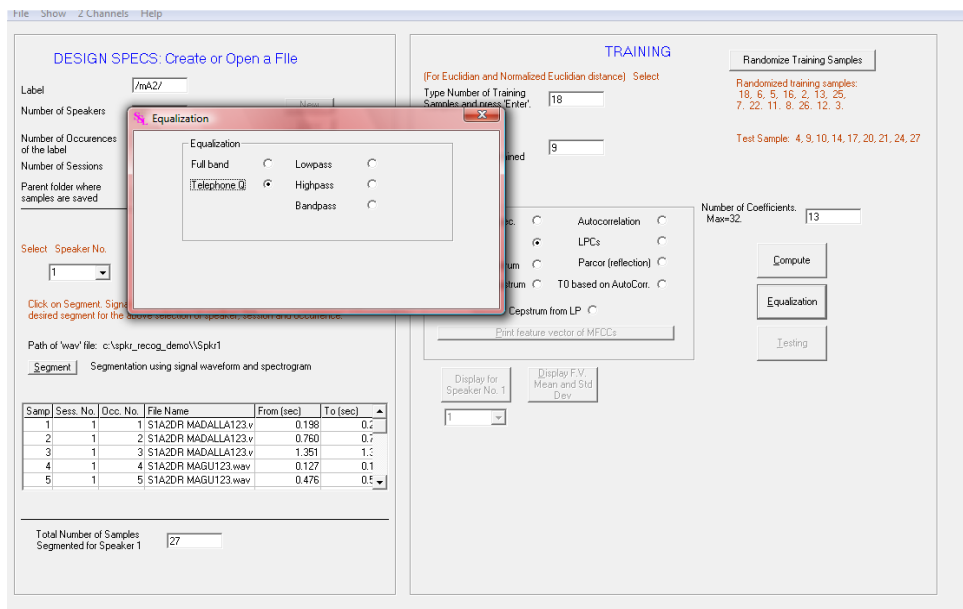 File Show 2 Channels Help
DESIGN SPECS: Create or Open a FIle
Label /mA2/
Number of Speakers
New
Number of Occurences
of the label
Number of Sessions
Parent folder where
samples are saved
Select Speaker No.
1
Click on Segment.
desired segment for the above selection of speaker, session and occurrence.
Path of 'wav' file: c:\spkr_recog_demo\\Spkr1
Segment Segmentation using signal waveform and spectrogram
Samp Sess. No. Occ. No. File Name From (sec) To (sec)
1 1 1 S1A2DR MADALLA123.v 0.198
2 1 2 S1A2DR MADALLA123.v 0.760
3 1 3 S1A2DR MADALLA123.v 1.351
4 1 4 S1A2DR MAGU123.wav 0.127
5 1 5 S1A2DR MAGU123.wav 0.476
Total Number of Samples
Segmented for Speaker 1 27
Equalization
Equalization
Full band Lowpass
Telephone Q Highpass
Bandpass
TRAINING
Randomize Training Samples
(For Euclidian and Normalized Euclidian distance) Select
Type Number of Training
Samples and press 'Enter'. 18
9
Randomized training samples:
18, 6, 5, 16, 2, 13, 25,
7. 22. 11. 8. 26. 12. 3.
Test Sample: 4, 9, 10, 14, 17, 20, 21, 24, 27
Number of Coefficients.
Max=32. 13
Autocorrelation
LPCs
Parcor (reflection)
T0 based on AutoCorr.
Cepstrum from LP
Print feature vector of MFCCs
Compute
Equalization
Testing
Display for
Speaker No. 1
Display F.V.
Mean and Std
Dev
1